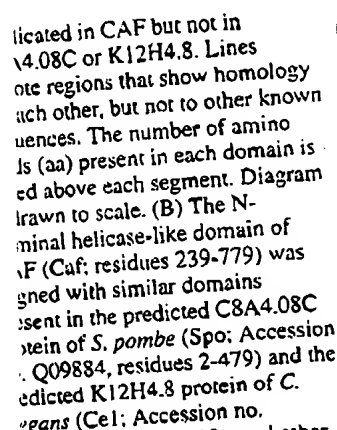 licated in CAF but not in
\4.08C or K12H4.8. Lines
ote regions that show homology
ach other, but not to other known
uences. The number of amino
ls (aa) present in each domain is
ed above each segment. Diagram
lrawn to scale. (B) The N-
minal helicase-like domain of
\F (Caf; residues 239-779) was
gned with similar domains
esent in the predicted C8A4.08C
otein of S. pombe (Spo; Accession
. Q09884, residues 2-479) and the
edicted K12H4.8 protein of C.
egans (Cel; Accession no.